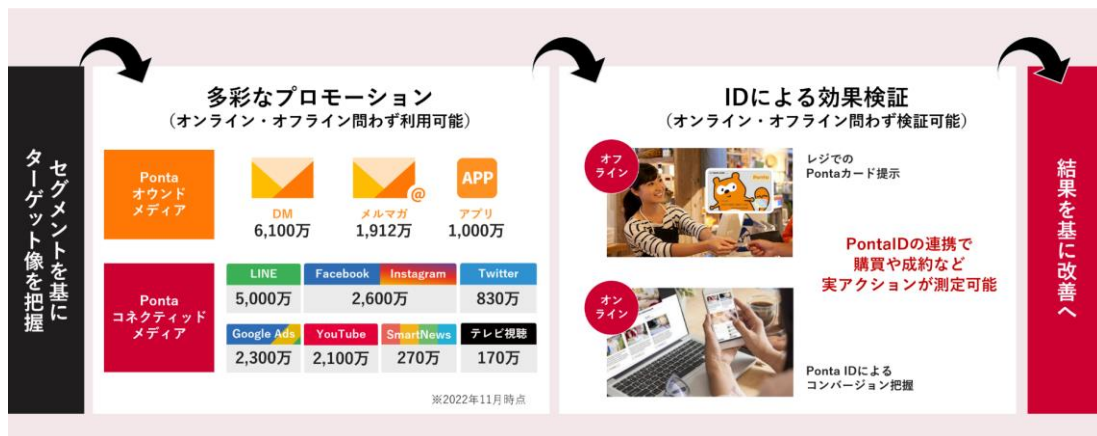 セグメントを基に
ターゲット像を把握
多彩なプロモーション
（オンライン・オフライン問わず利用可能）
Ponta
オウンド
メディア
DM
6,100万
@
メルマガ
1,912万
APP
アプリ
1,000万
Ponta
コネクティッド
メディア
LINE
5,000万
Facebook Instagram
2,600万
Twitter
830万
Google Ads
2,300万
YouTube
2,100万
SmartNews
270万
テレビ視聴
170万
※2022年11月時点
IDによる効果検証
（オンライン・オフライン問わず検証可能）
オフ
ライン
Ponta
レジでの
Pontaカード提示
PontaIDの連携で
購買や成約など
実アクションが測定可能
オン
ライン
Ponta IDによる
コンバージョン把握
結果を基に改善へ